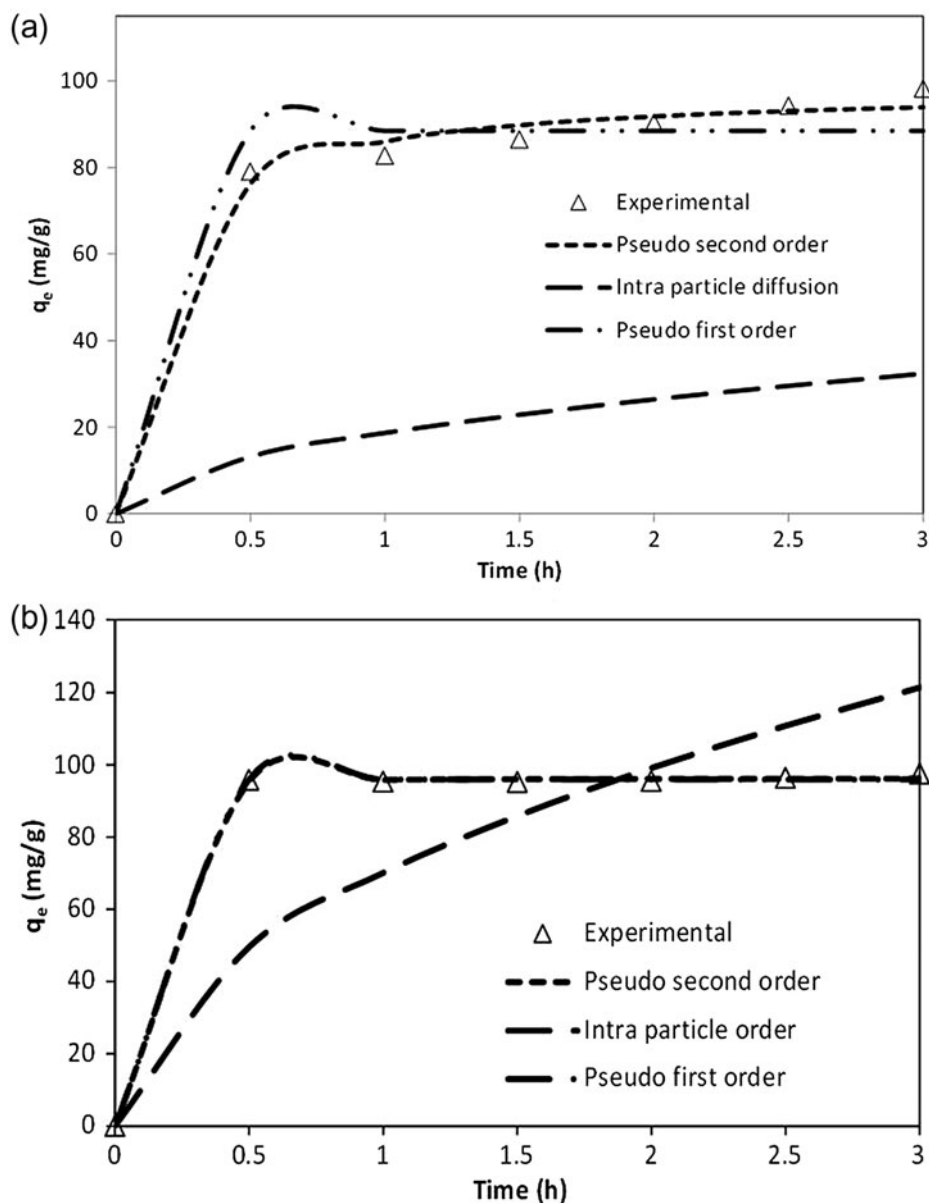 (a)
100
80
60
40
20
0
qe (mg/g)
Experimental
Pseudo second order
Intra particle diffusion
Pseudo first order
0 0.5 1 1.5 2 2.5 3
Time (h)
(b)
140
120
100
80
60
40
20
0
qe (mg/g)
Experimental
Pseudo second order
Intra particle order
Pseudo first order
0 0.5 1 1.5 2 2.5 3
Time (h)